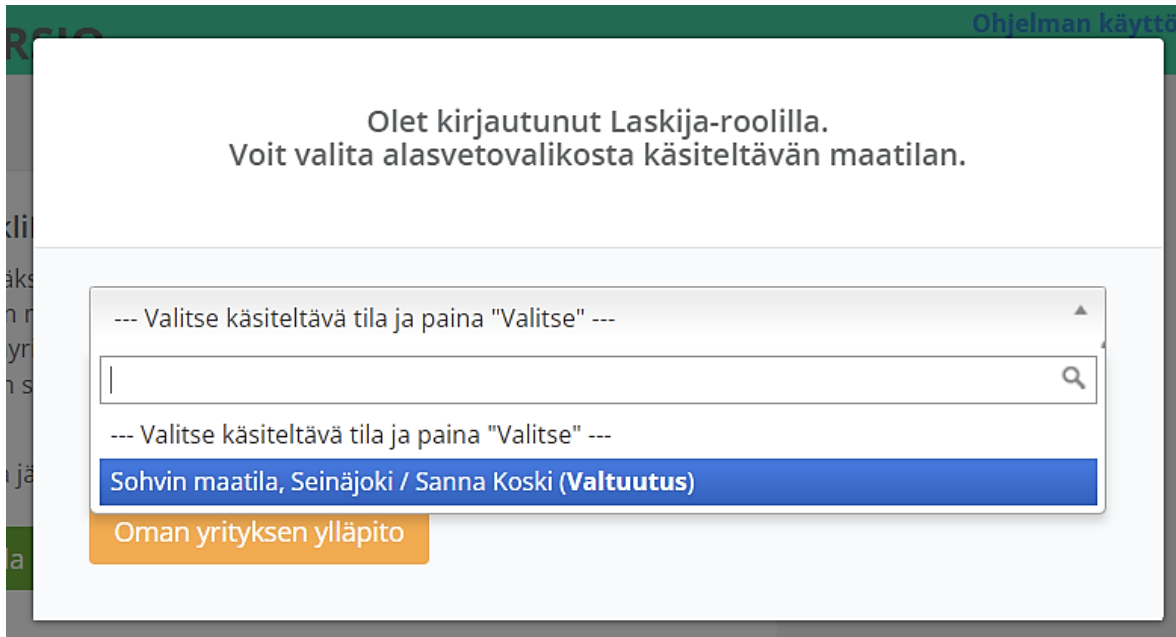 Ohjelman käyttö
Olet kirjautunut Laskija-roolilla.
Voit valita alasvetovalikosta käsiteltävän maatilan.
--- Valitse käsiteltävä tila ja paina "Valitse" ---
--- Valitse käsiteltävä tila ja paina "Valitse" ---
Sohvin maatila, Seinäjoki / Sanna Koski (Valtuutus)
Oman yrityksen ylläpito